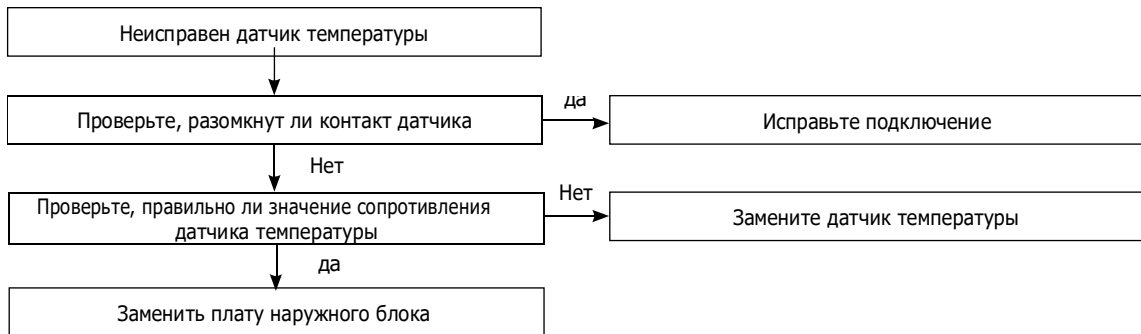 Неисправен датчик температуры
да
Проверьте, разомкнут ли контакт датчика
Исправьте подключение
Нет
Нет
Проверьте, правильно ли значение сопротивления
датчика температуры
Замените датчик температуры
да
Заменить плату наружного блока